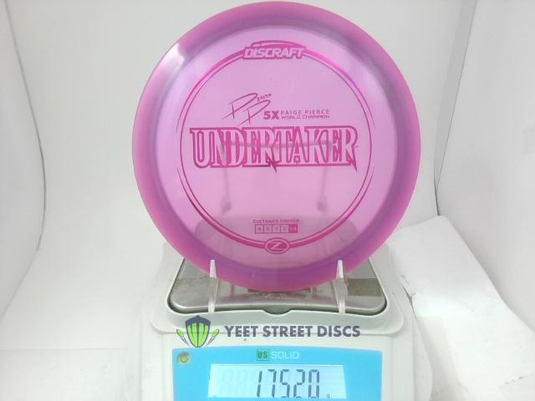 DISCRAFT
5X PAIGE PIERCE
WORLD CHAMPION
UNDERTAKER
DISTANCE DRIVER
Z
YEET STREET DISCS
US SOLID
175.20